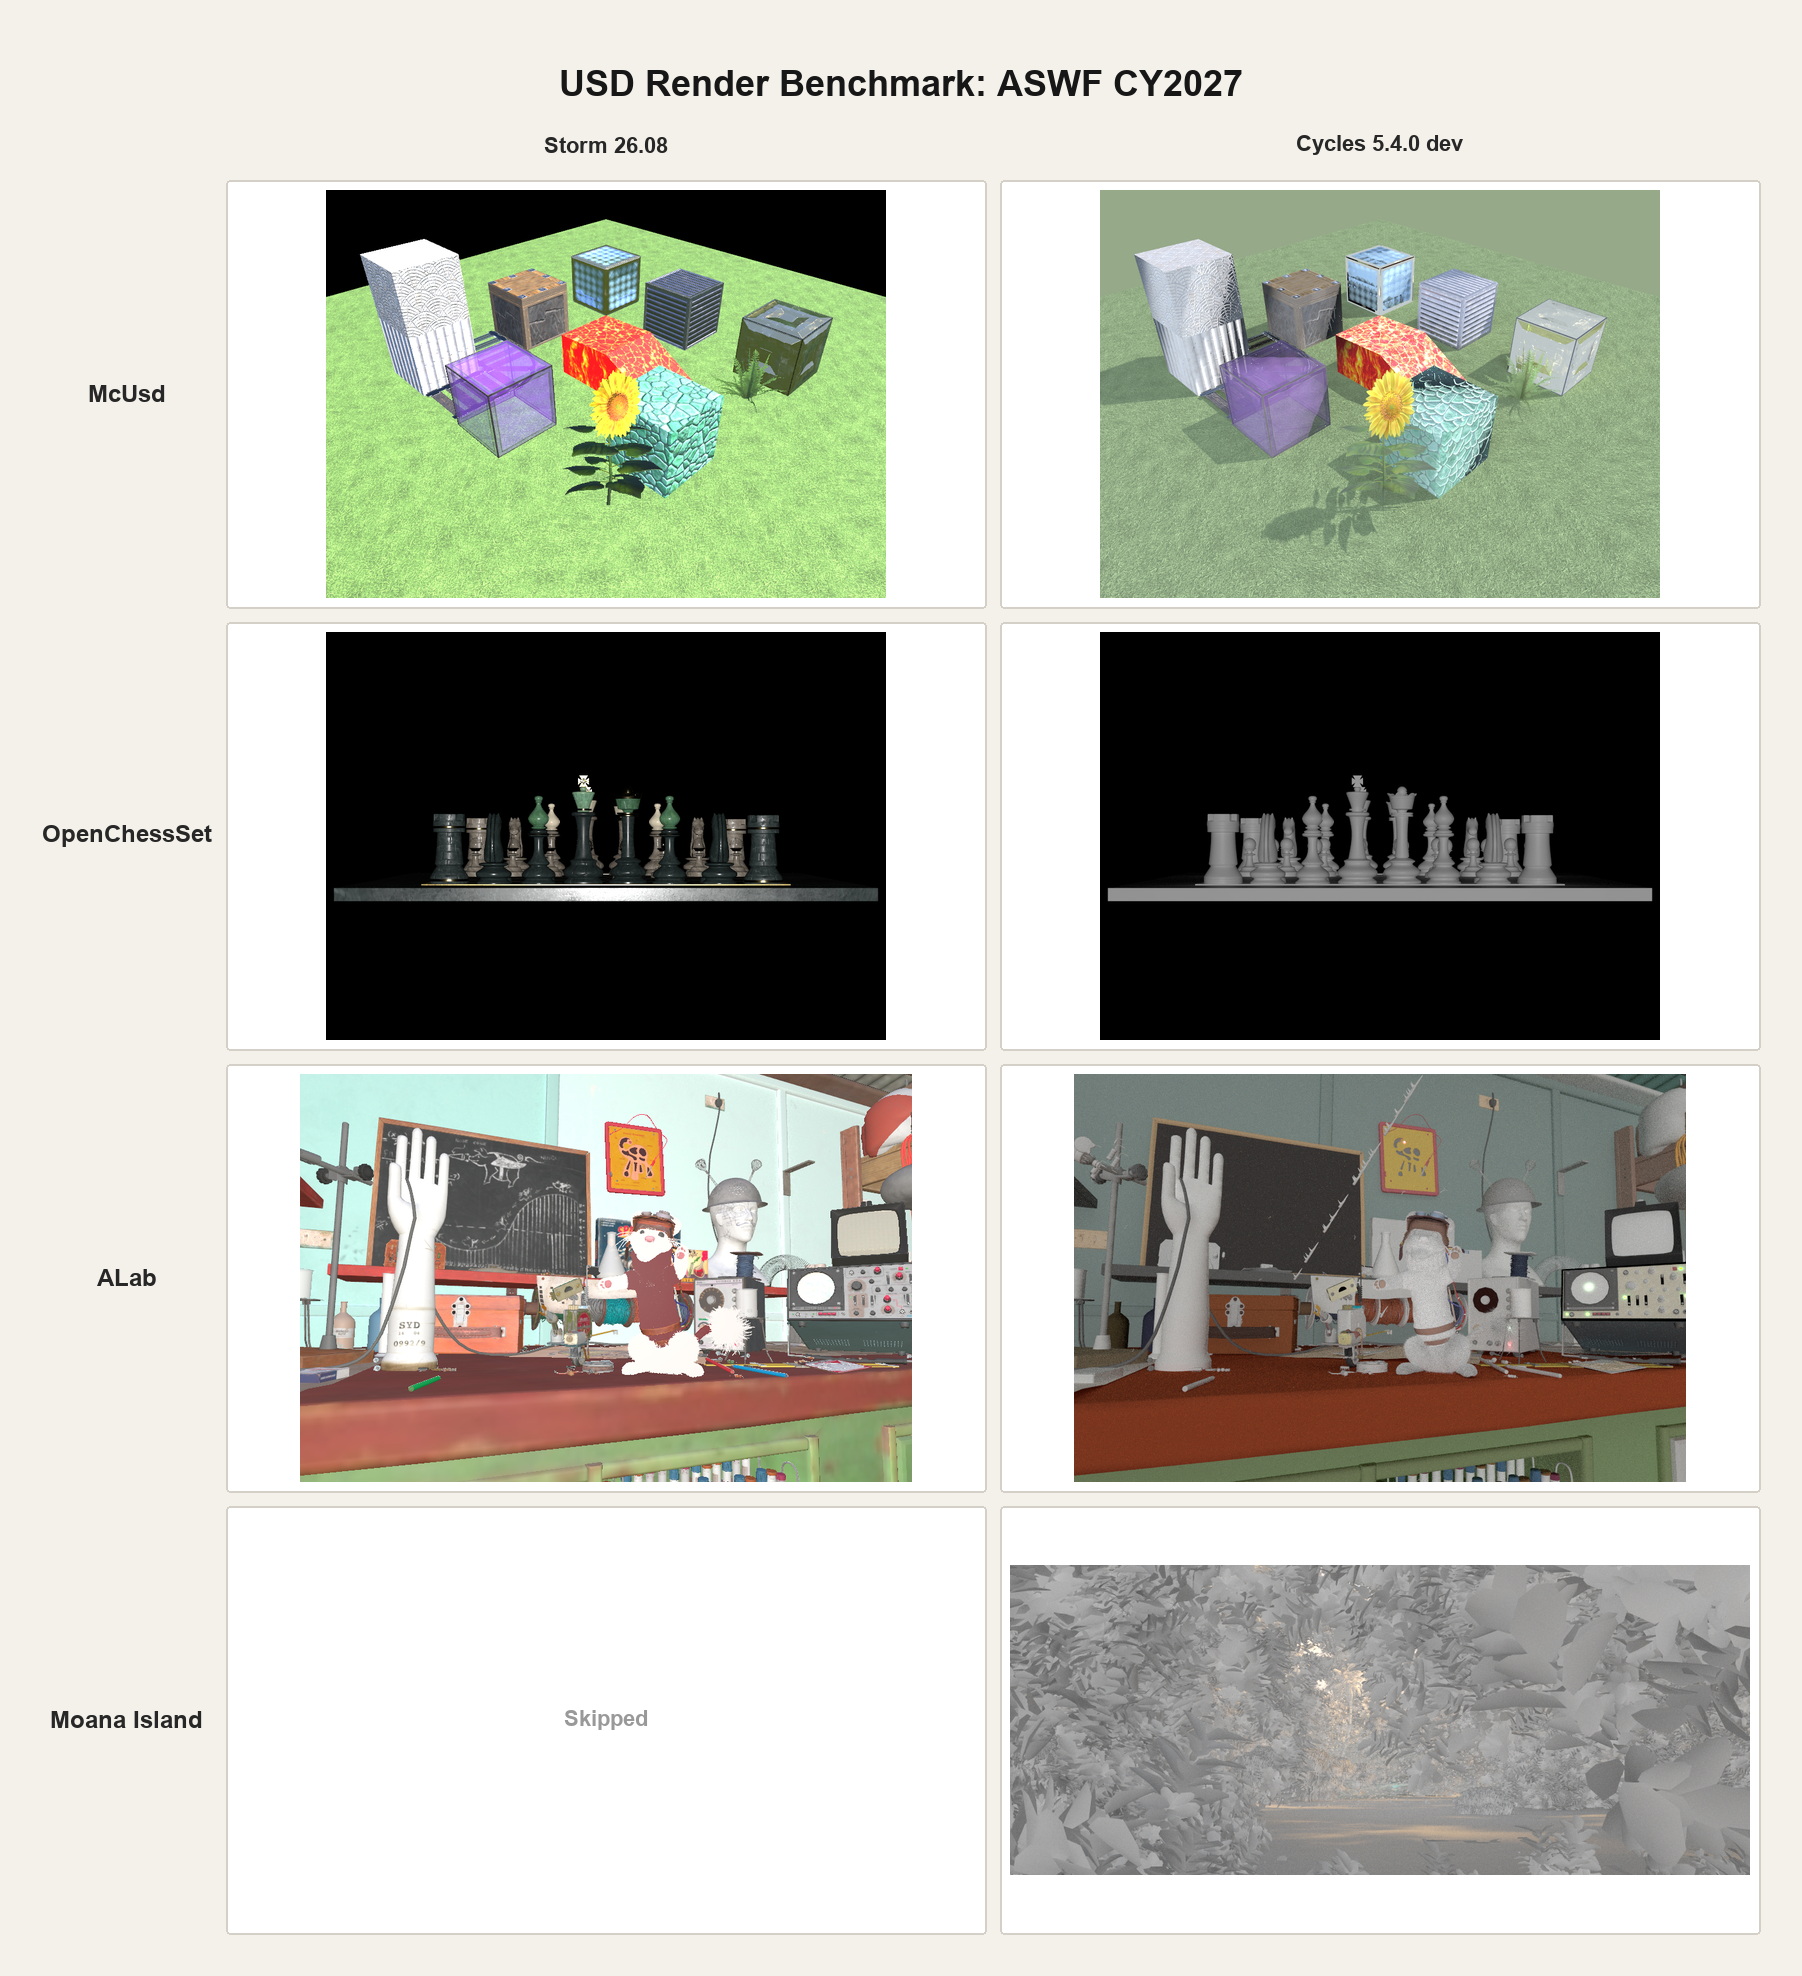 USD Render Benchmark: ASWF CY2027
Storm 26.08
Cycles 5.4.0 dev
McUsd
OpenChessSet
ALab
SYD
Moana Island
Skipped